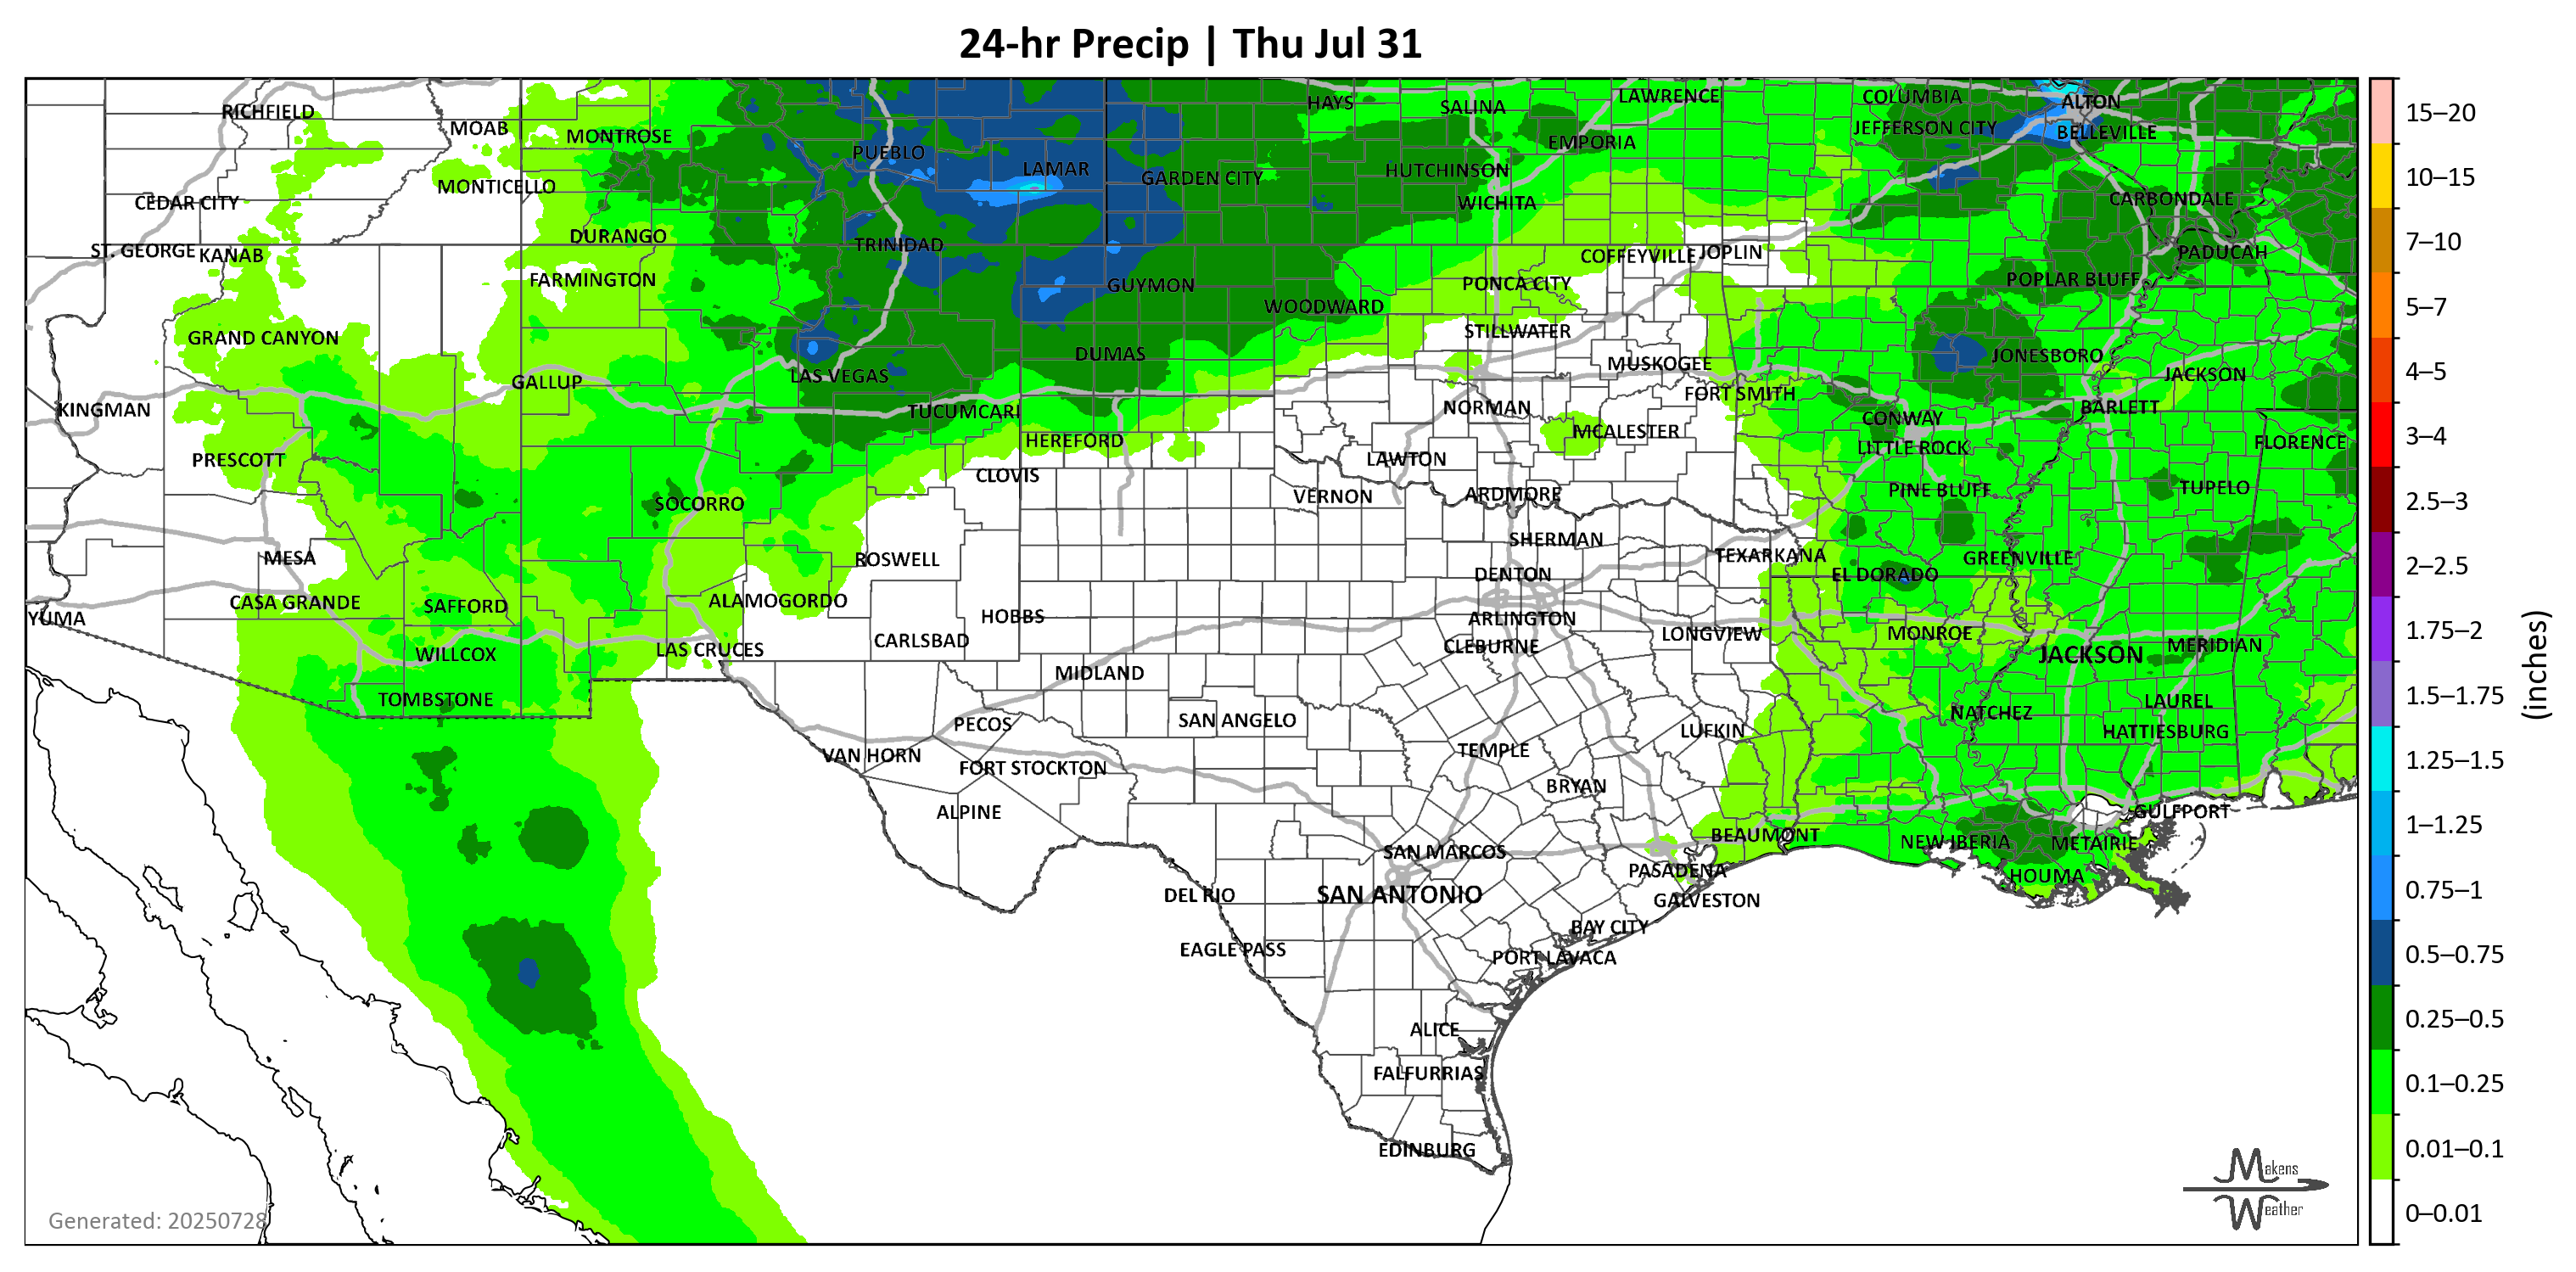 24-hr Precip | Thu Jul 31
RICHFIELD
MOAB
MONTROSE
PUEBLO
LAMAR
GARDEN CITY
HAYS
SALINA
LAWRENCE
EMPORIA
COLUMBIA
ALTON
JEFFERSON CITY
BELLEVILLE
CEDAR CITY
MONTICELLO
HUTCHINSON
WICHITA
CARBONDALE
ST. GEORGE
KANAB
DURANGO
TRINIDAD
COFFEYVILLE
JOPLIN
PADUCAH
FARMINGTON
GUYMON
WOODWARD
PONCA CITY
POPLAR BLUFF
GRAND CANYON
DUMAS
STILLWATER
MUSKOGEE
JONESBORO
JACKSON
KINGMAN
GALLUP
LAS VEGAS
TUCUMCARI
NORMAN
FORT SMITH
CONWAY
BARLETT
PRESCOTT
HEREFORD
CLOVIS
LAWTON
MCALESTER
LITTLE ROCK
FLORENCE
SOCORRO
VERNON
ARDMORE
PINE BLUFF
TUPELO
MESA
ROSWELL
SHERMAN
TEXARKANA
GREENVILLE
DENTON
EL DORADO
YUMA
CASA GRANDE
SAFFORD
ALAMOGORDO
HOBBS
ARLINGTON
CLEBURNE
LONGVIEW
MONROE
WILLCOX
LAS CRUCES
CARLSBAD
MIDLAND
JACKSON
MERIDIAN
TOMBSTONE
PECOS
SAN ANGELO
LUFKIN
NATCHEZ
LAUREL
HATTIESBURG
VAN HORN
FORT STOCKTON
TEMPLE
BRYAN
ALPINE
BEAUMONT
GULFPORT
SAN MARCOS
NEW IBERIA
METAIRIE
PASADENA
HOUMA
DEL RIO
SAN ANTONIO
GALVESTON
EAGLE PASS
BAY CITY
PORT LAVACA
ALICE
FALFURRIAS
EDINBURG
15–20
10–15
7–10
5–7
4–5
3–4
2.5–3
2–2.5
1.75–2
1.5–1.75
1.25–1.5
1–1.25
0.75–1
0.5–0.75
0.25–0.5
0.1–0.25
0.01–0.1
0–0.01
(inches)
Generated: 20250728
Makens
Weather